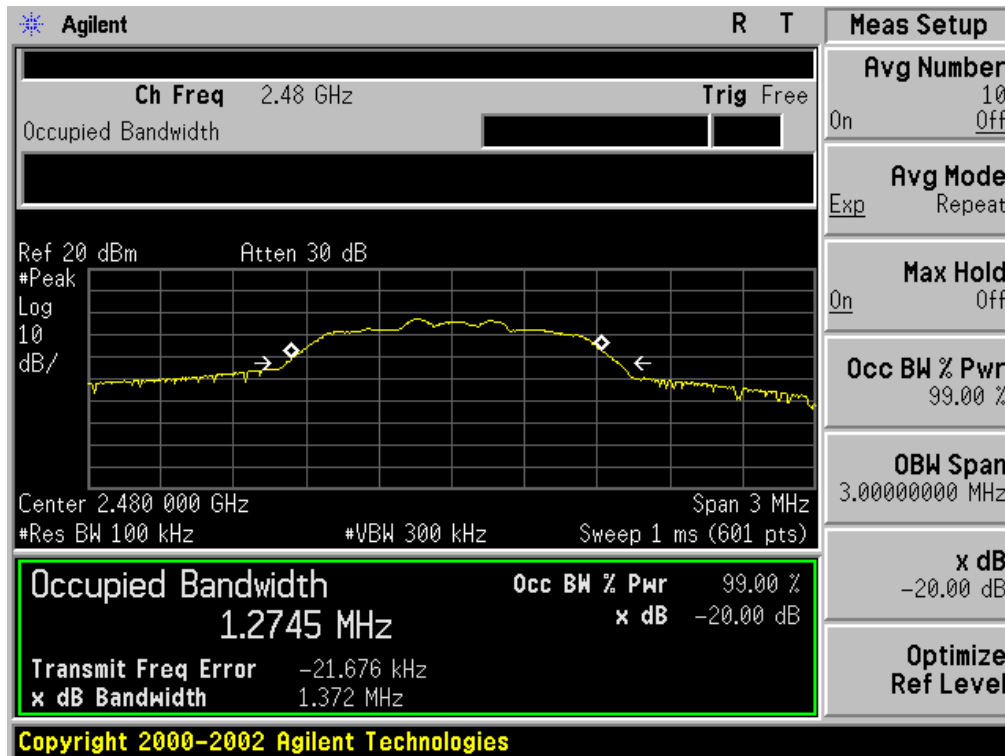 Agilent R T
Ch Freq 2.48 GHz Trig Free
Occupied Bandwidth
Ref 20 dBm Atten 30 dB
#Peak
Log
10
dB/
Center 2.480 000 GHz Span 3 MHz
#Res BW 100 kHz #VBW 300 kHz Sweep 1 ms (601 pts)
Occupied Bandwidth Occ BW % Pwr 99.00 %
1.2745 MHz x dB -20.00 dB
Transmit Freq Error -21.676 kHz
x dB Bandwidth 1.372 MHz
Copyright 2000-2002 Agilent Technologies
Meas Setup
Avg Number
10
On Off
Avg Mode
Exp Repeat
Max Hold
On Off
Occ BW % Pwr
99.00 %
OBW Span
3.00000000 MHz
x dB
-20.00 dB
Optimize
Ref Level